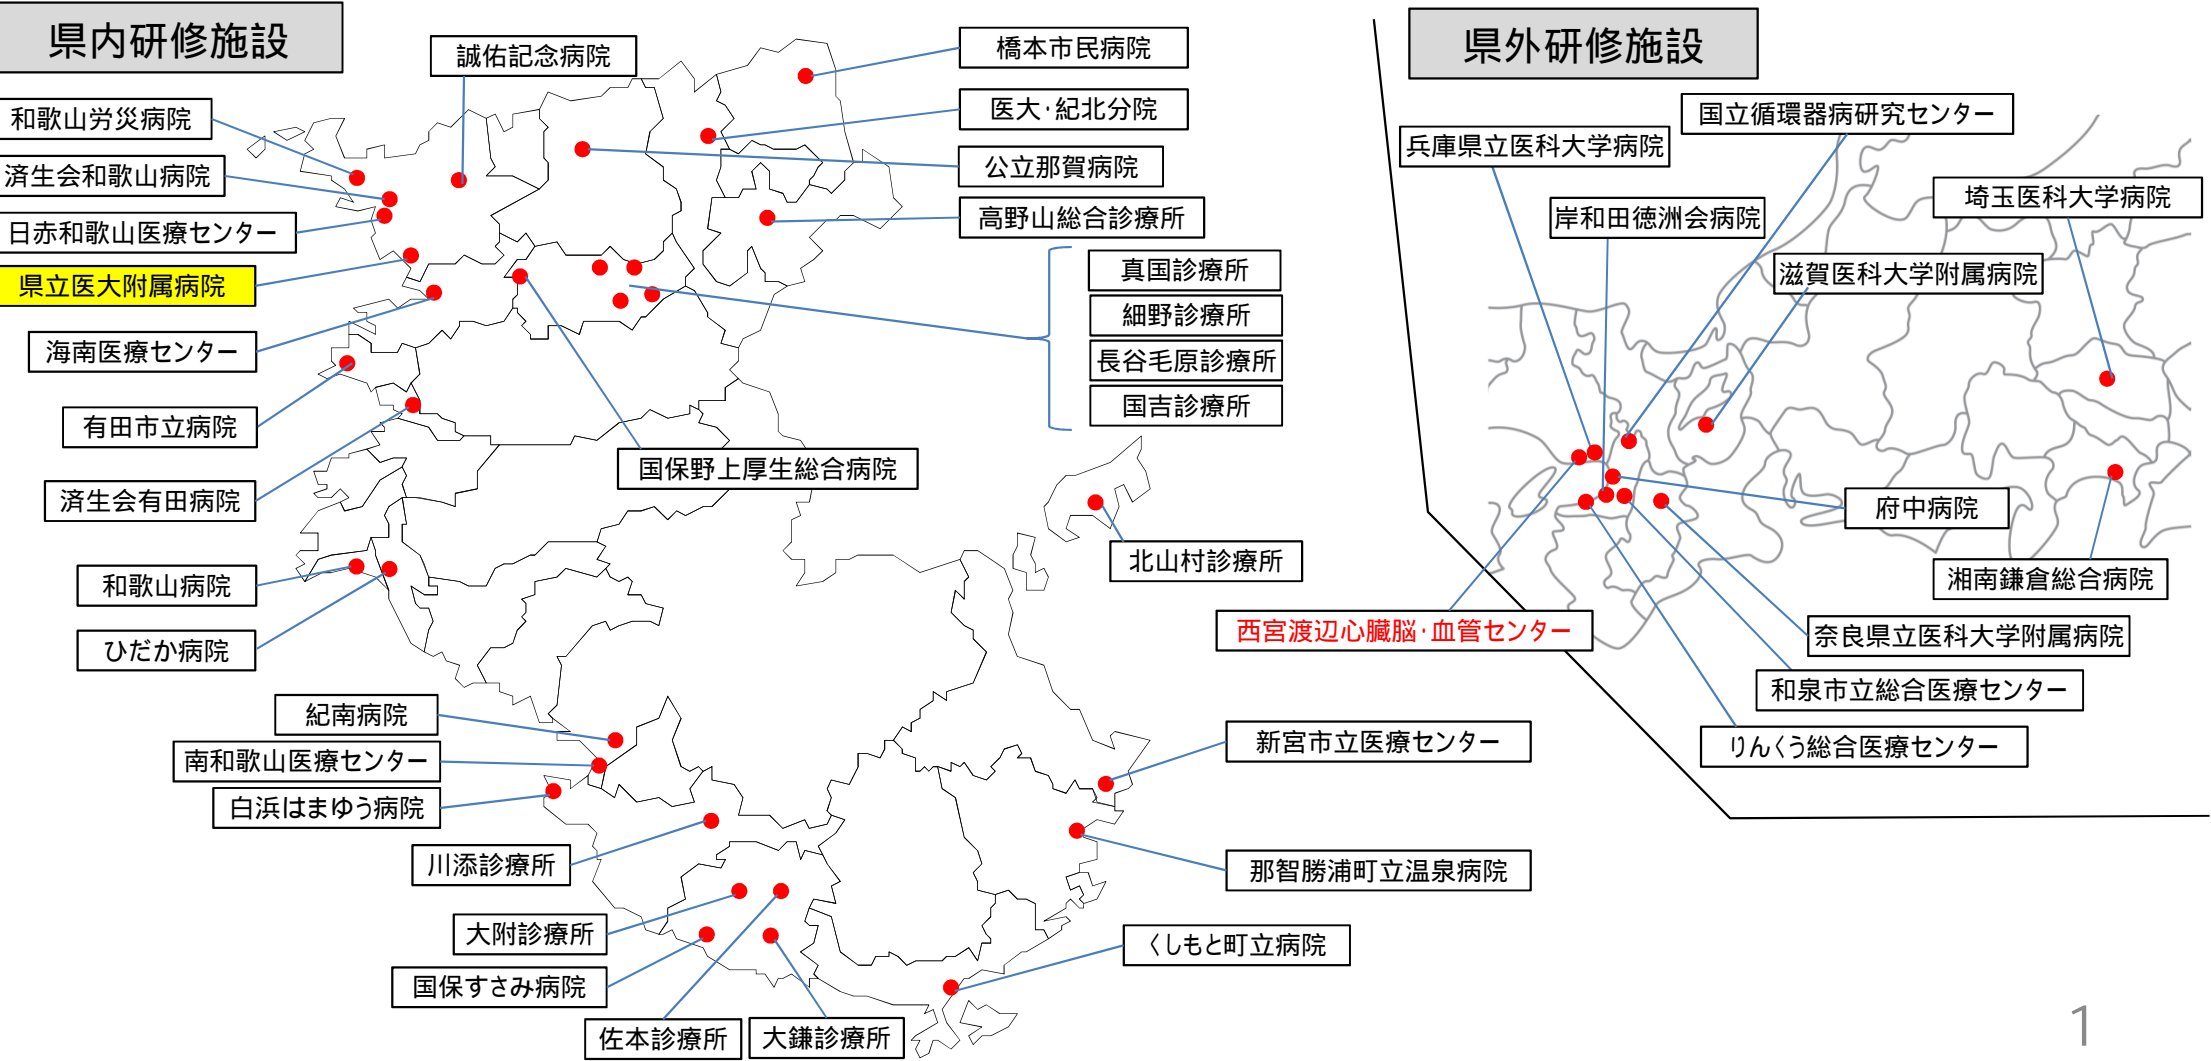 県内研修施設
誠佑記念病院
和歌山労災病院
済生会和歌山病院
日赤和歌山医療センター
県立医大附属病院
海南医療センター
有田市立病院
済生会有田病院
和歌山病院
ひだか病院
紀南病院
南和歌山医療センター
白浜はまゆう病院
川添診療所
大附診療所
国保すさみ病院
佐本診療所
大鎌診療所
橋本市民病院
医大・紀北分院
公立那賀病院
高野山総合診療所
真国診療所
細野診療所
長谷毛原診療所
国吉診療所
国保野上厚生総合病院
北山村診療所
新宮市立医療センター
那智勝浦町立温泉病院
くしもと町立病院
県外研修施設
国立循環器病研究センター
兵庫県立医科大学病院
埼玉医科大学病院
岸和田徳洲会病院
滋賀医科大学附属病院
府中病院
湘南鎌倉総合病院
西宮渡辺心臓脳・血管センター
奈良県立医科大学附属病院
和泉市立総合医療センター
りんくう総合医療センター
1